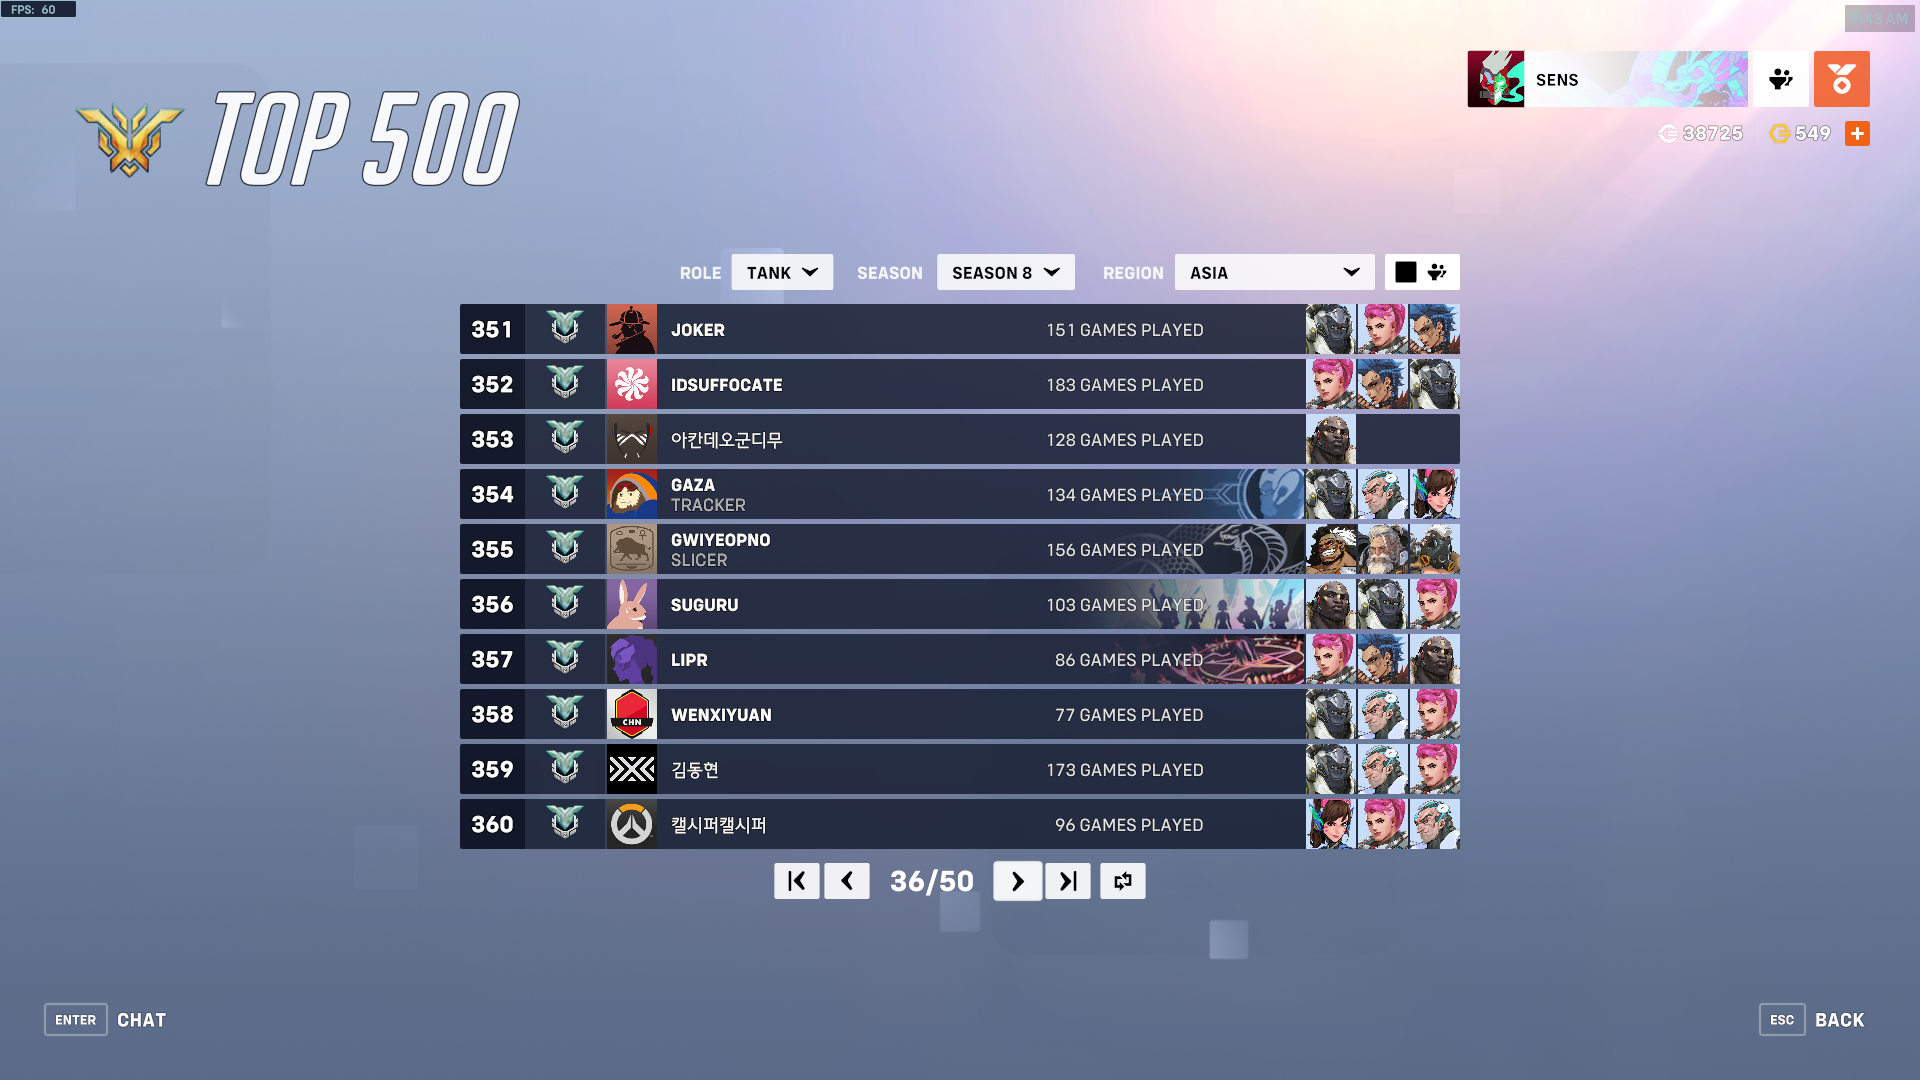 FPS: 60
TOP 500
SENS
38725
549
ROLE TANK SEASON SEASON 8 REGION ASIA
351 JOKER 151 GAMES PLAYED
352 IDSUFFOCATE 183 GAMES PLAYED
353 아칸데오군디무 128 GAMES PLAYED
354 GAZA 134 GAMES PLAYED
TRACKER
355 GWIYEOPNO 156 GAMES PLAYED
SLICER
356 SUGURU 103 GAMES PLAYED
357 LIPR 86 GAMES PLAYED
358 CHN WENXIYUAN 77 GAMES PLAYED
359 김동현 173 GAMES PLAYED
360 캘시퍼캘시퍼 96 GAMES PLAYED
36/50
ENTER CHAT
ESC BACK